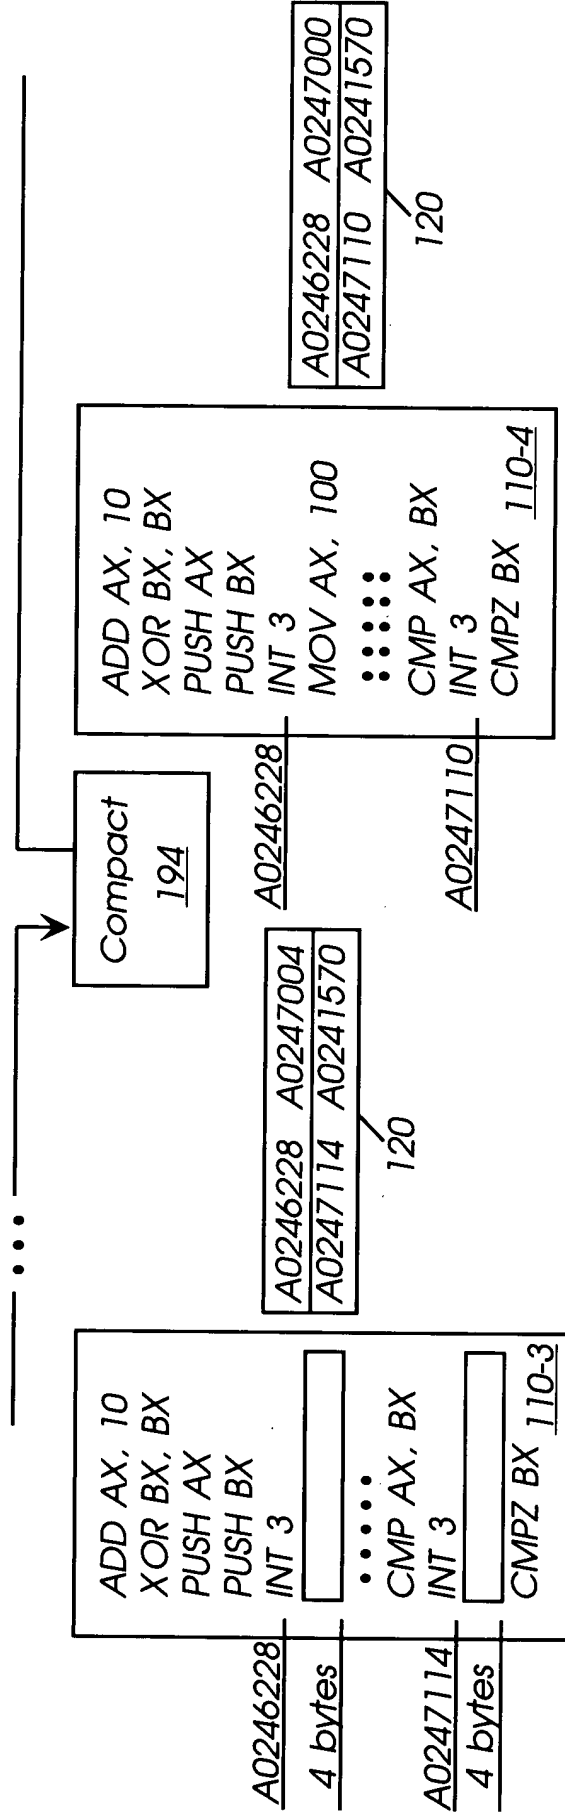 A0246228
4 bytes
A0247114
4 bytes
ADD AX, 10
XOR BX, BX
PUSH AX
PUSH BX
INT 3
CMP AX, BX
INT 3
CMPZ BX
110-3
A0246228 A0247004
A0247114 A0241570
120
Compact
194
A0246228
A0247110
ADD AX, 10
XOR BX, BX
PUSH AX
PUSH BX
INT 3
MOV AX, 100
CMP AX, BX
INT 3
CMPZ BX
110-4
A0246228 A0247000
A0247110 A0241570
120